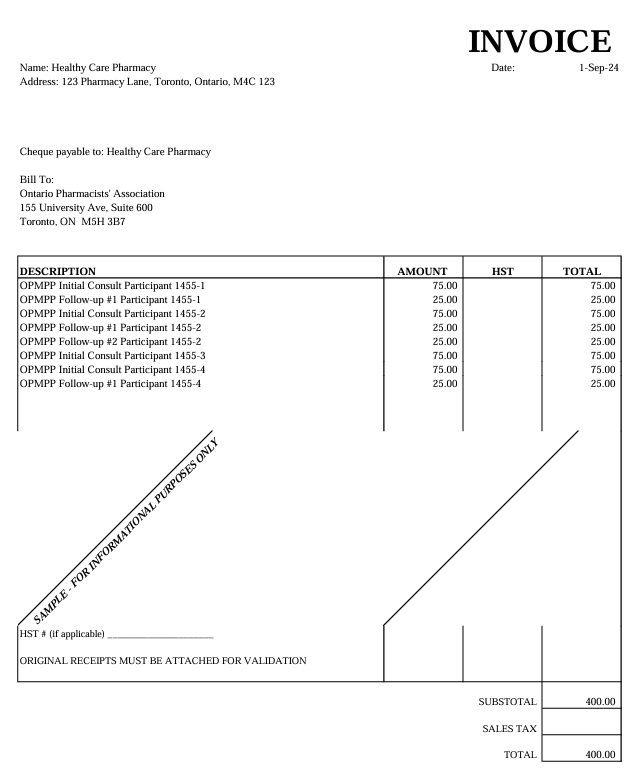 INVOICE
Name: Healthy Care Pharmacy Date: 1-Sep-24
Address: 123 Pharmacy Lane, Toronto, Ontario, M4C 123
Cheque payable to: Healthy Care Pharmacy
Bill To:
Ontario Pharmacists' Association
155 University Ave, Suite 600
Toronto, ON M5H 3B7
DESCRIPTION AMOUNT HST TOTAL
OPMPP Initial Consult Participant 1455-1 75.00 75.00
OPMPP Follow-up #1 Participant 1455-1 25.00 25.00
OPMPP Initial Consult Participant 1455-2 75.00 75.00
OPMPP Follow-up #1 Participant 1455-2 25.00 25.00
OPMPP Follow-up #2 Participant 1455-2 25.00 25.00
OPMPP Initial Consult Participant 1455-3 75.00 75.00
OPMPP Initial Consult Participant 1455-4 75.00 75.00
OPMPP Follow-up #1 Participant 1455-4 25.00 25.00
SAMPLE - FOR INFORMATIONAL PURPOSES ONLY
HST # (if applicable) ____________________
ORIGINAL RECEIPTS MUST BE ATTACHED FOR VALIDATION
SUBSTOTAL 400.00
SALES TAX
TOTAL 400.00